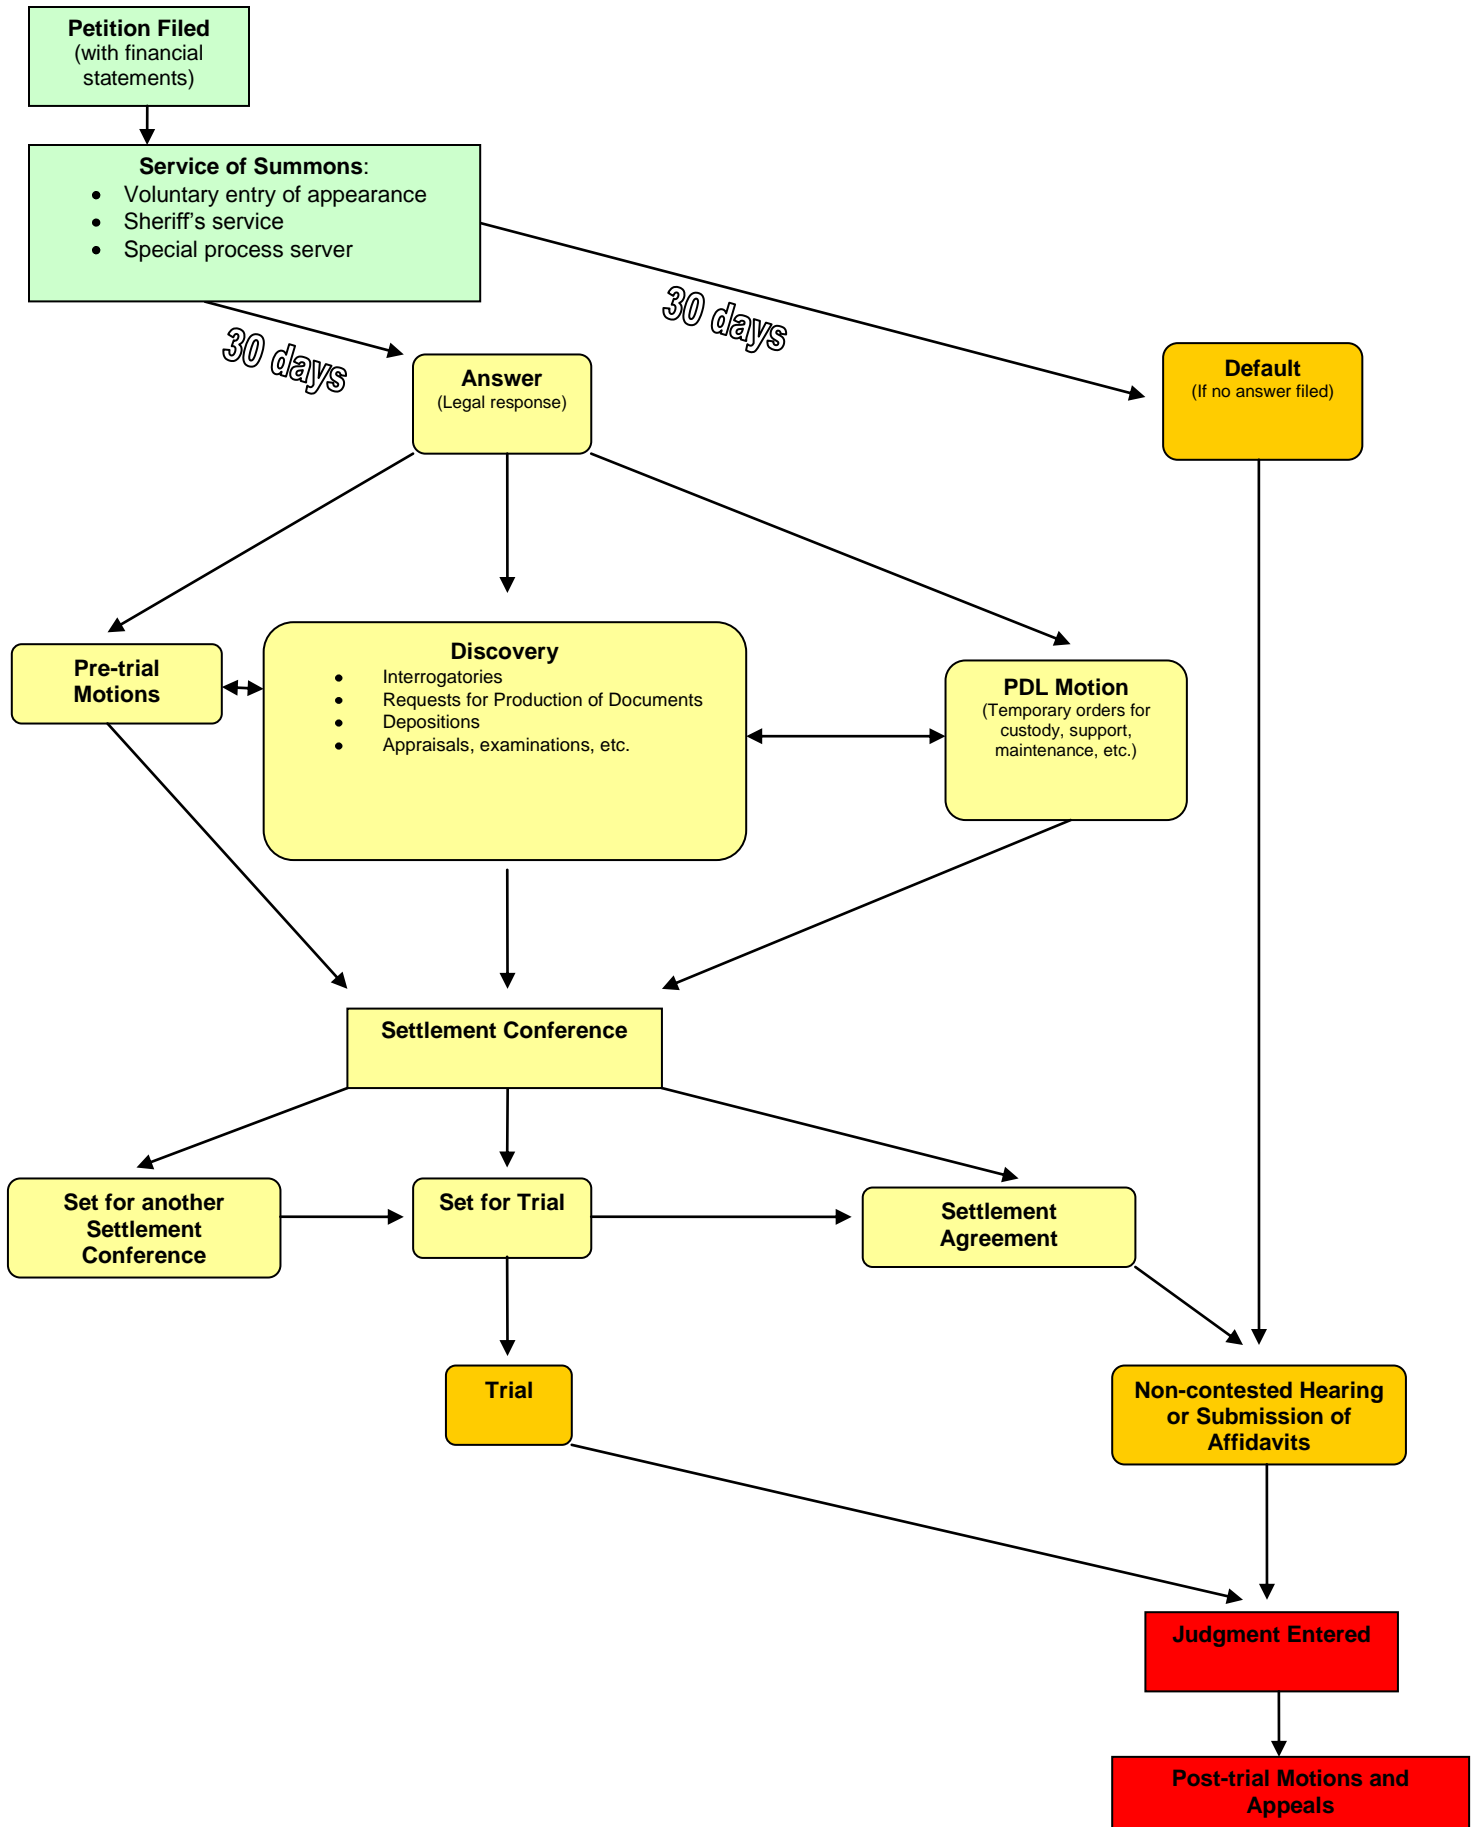 Petition Filed
(with financial
statements)
Service of Summons:
• Voluntary entry of appearance
• Sheriff's service
• Special process server
30 days
30 days
Answer
(Legal response)
Default
(If no answer filed)
Pre-trial
Motions
Discovery
• Interrogatories
• Requests for Production of Documents
• Depositions
• Appraisals, examinations, etc.
PDL Motion
(Temporary orders for
custody, support,
maintenance, etc.)
Settlement Conference
Set for another
Settlement
Conference
Set for Trial
Settlement
Agreement
Trial
Non-contested Hearing
or Submission of
Affidavits
Judgment Entered
Post-trial Motions and
Appeals